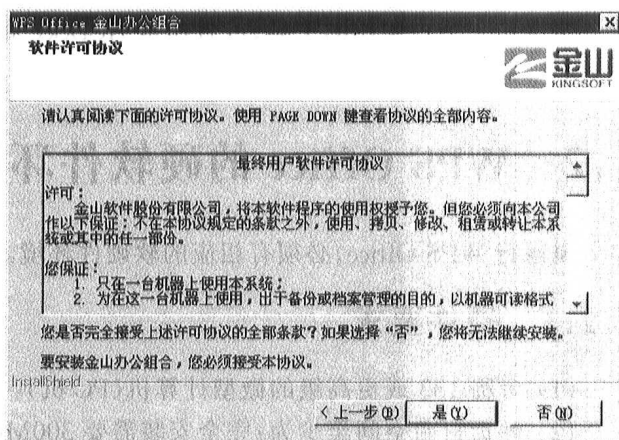 WPS Office 金山办公组合
软件许可协议
金山
KINGSOFT
请认真阅读下面的许可协议。使用 PAGE DOWN 键查看协议的全部内容。
最终用户软件许可协议
许可：
金山软件股份有限公司，将本软件程序的使用权授予您。但您必须向本公司
作以下保证：不在本协议规定的条款之外，使用、拷贝、修改、租赁或转让本系
统或其中的任一部份。
您保证：
1. 只在一台机器上使用本系统；
2. 为在这一台机器上使用，出于备份或档案管理的目的，以机器可读格式
您是否完全接受上述许可协议的全部条款？如果选择“否”，您将无法继续安装。
要安装金山办公组合，您必须接受本协议。
InstallShield
< 上一步(B) 是(Y) 否(N)